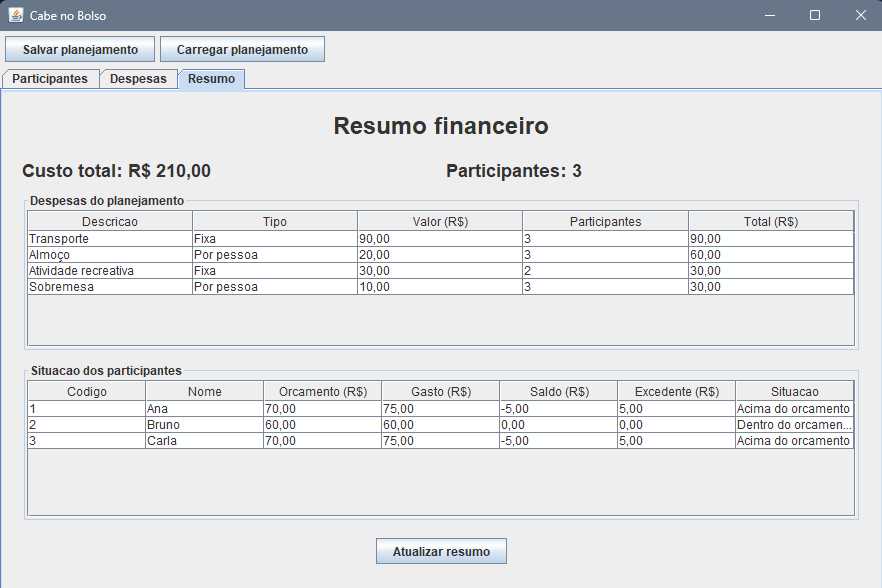 Cabe no Bolso
Salvar planejamento Carregar planejamento
Participantes Despesas Resumo
Resumo financeiro
Custo total: R$ 210,00 Participantes: 3
Despesas do planejamento
Descricao Tipo Valor (R$) Participantes Total (R$)
Transporte Fixa 90,00 3 90,00
Almoço Por pessoa 20,00 3 60,00
Atividade recreativa Fixa 30,00 2 30,00
Sobremesa Por pessoa 10,00 3 30,00
Situacao dos participantes
Codigo Nome Orcamento (R$) Gasto (R$) Saldo (R$) Excedente (R$) Situacao
1 Ana 70,00 75,00 -5,00 5,00 Acima do orcamento
2 Bruno 60,00 60,00 0,00 0,00 Dentro do orcamen...
3 Carla 70,00 75,00 -5,00 5,00 Acima do orcamento
Atualizar resumo